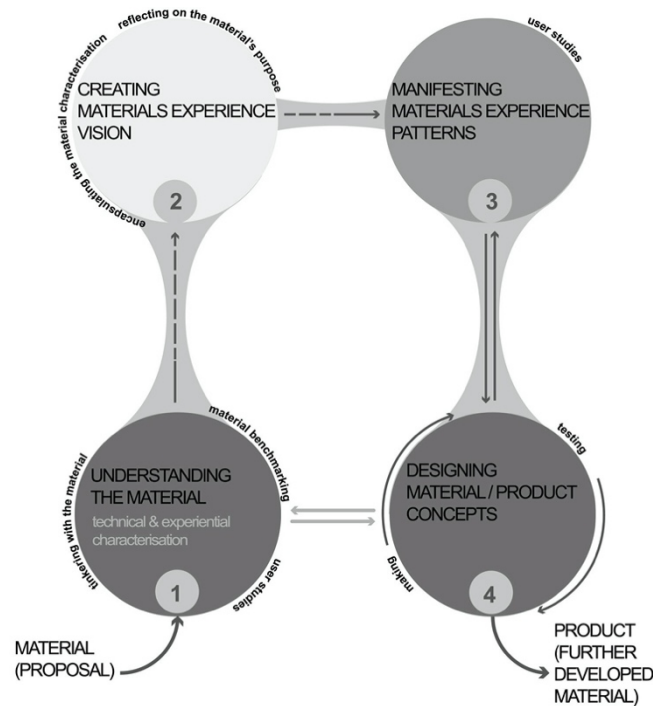 reflecting on the material's purpose
encapsulating the material characterisation
CREATING
MATERIALS EXPERIENCE
VISION
2
user studies
MANIFESTING
MATERIALS EXPERIENCE
PATTERNS
3
material benchmarking
tinkering with the material
UNDERSTANDING
THE MATERIAL
technical & experiential
characterisation
user studies
1
MATERIAL
(PROPOSAL)
testing
DESIGNING
MATERIAL / PRODUCT
CONCEPTS
making
4
PRODUCT
(FURTHER
DEVELOPED
MATERIAL)